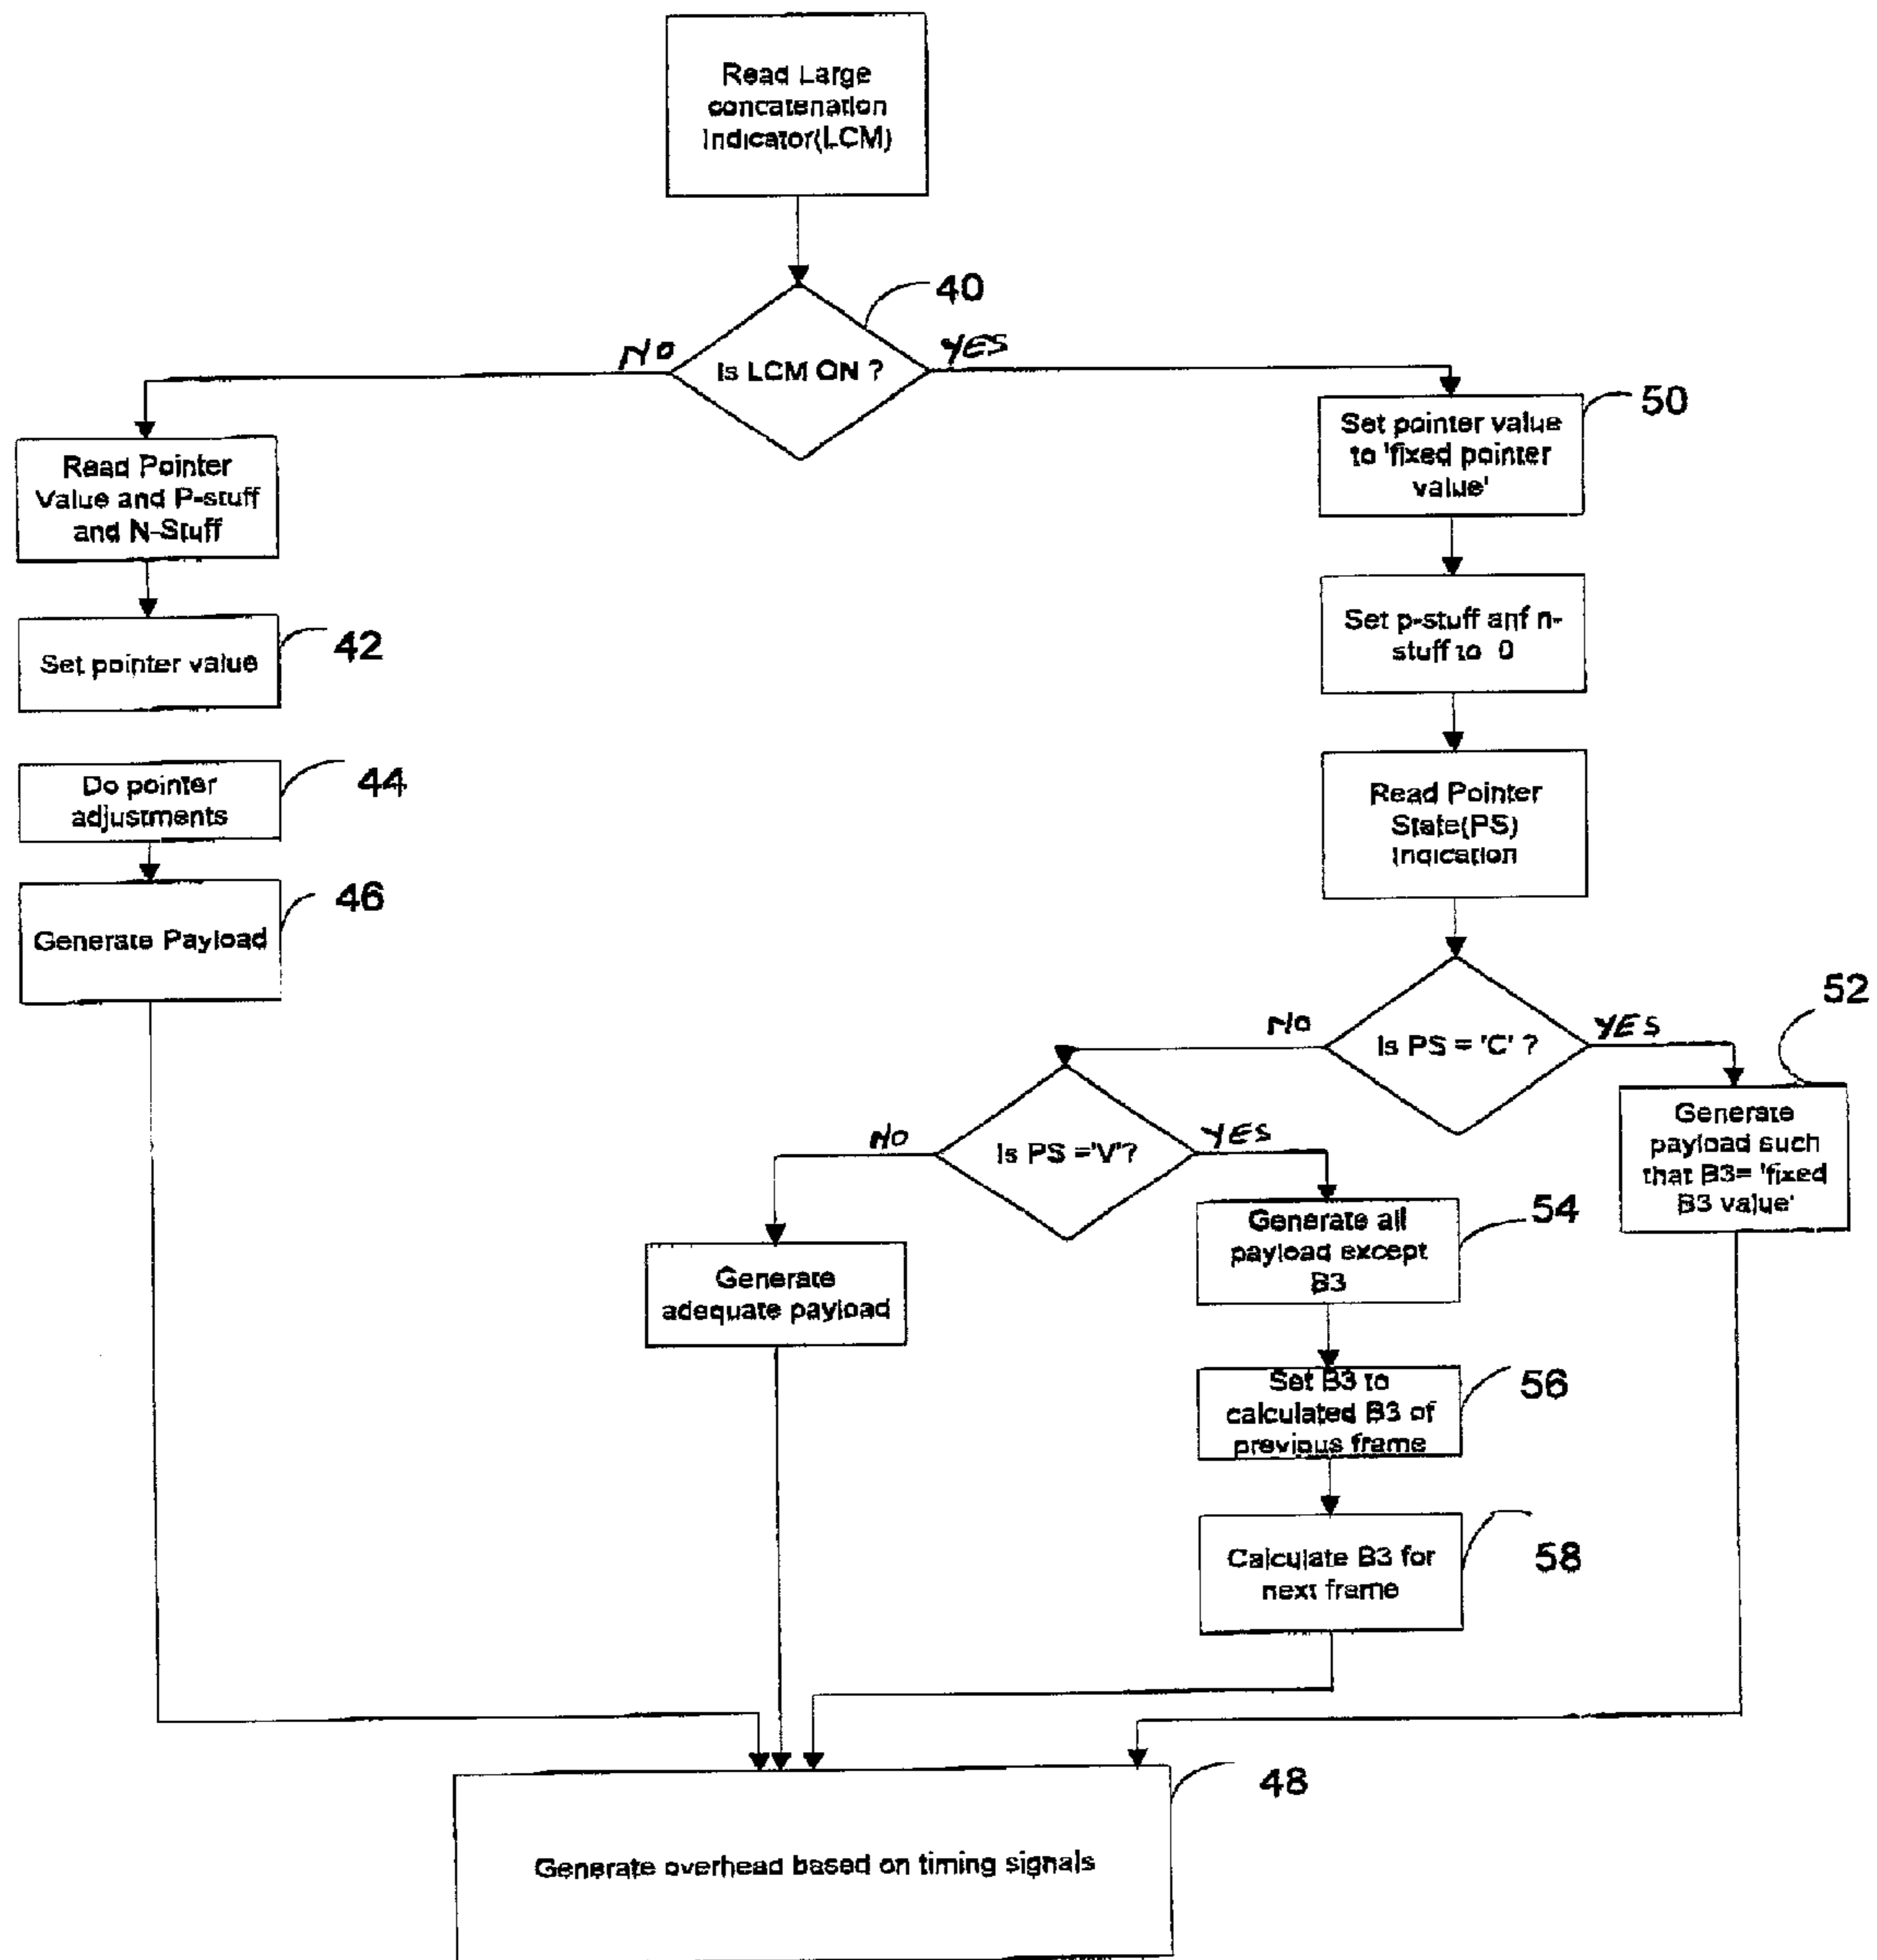 Read Large
concatenation
Indicator(LCM)
40
NO
Is LCM ON ?
YES
50
Set pointer value
to 'fixed pointer
value'
Read Pointer
Value and P-stuff
and N-Stuff
Set p-stuff anf n-
stuff to 0
42
Set pointer value
44
Do pointer
adjustments
Read Pointer
State(PS)
Indication
46
Generate Payload
52
NO
Is PS = 'C' ?
YES
Generate
payload such
that B3= 'fixed
B3 value'
NO
Is PS ='V'?
YES
54
Generate all
payload except
B3
Generate
adequate payload
56
Set B3 to
calculated B3 of
previous frame
58
Calculate B3 for
next frame
48
Generate overhead based on timing signals